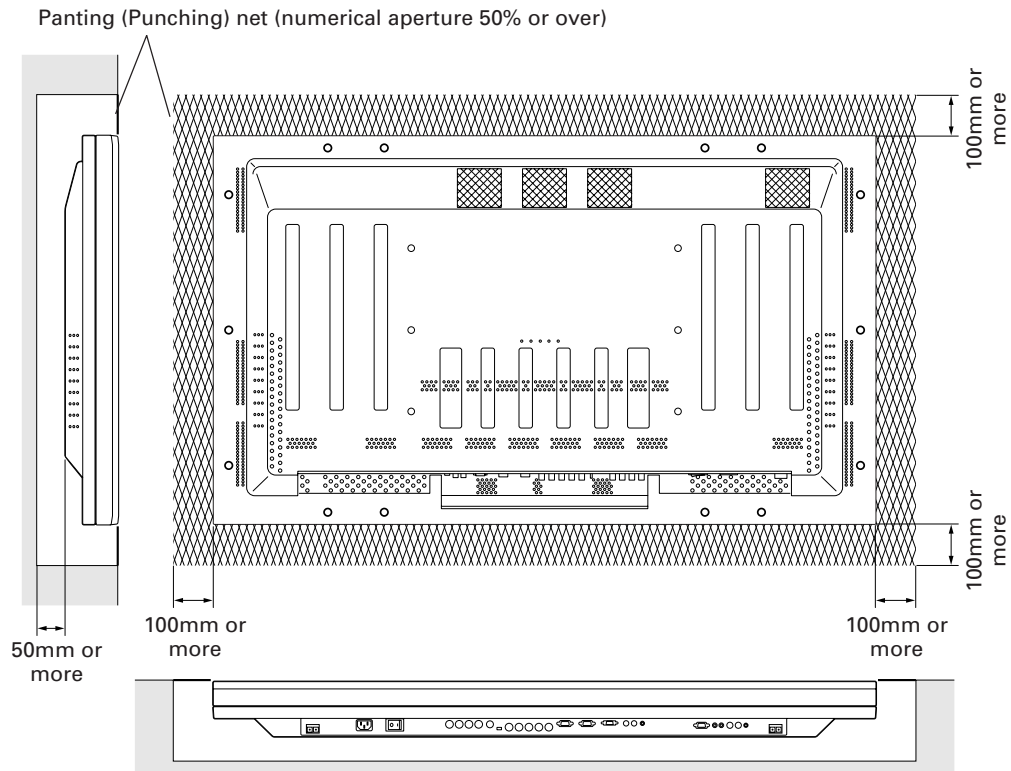 Panting (Punching) net (numerical aperture 50% or over)
100mm or
more
100mm or
more
100mm or
more
100mm or
more
50mm or
more